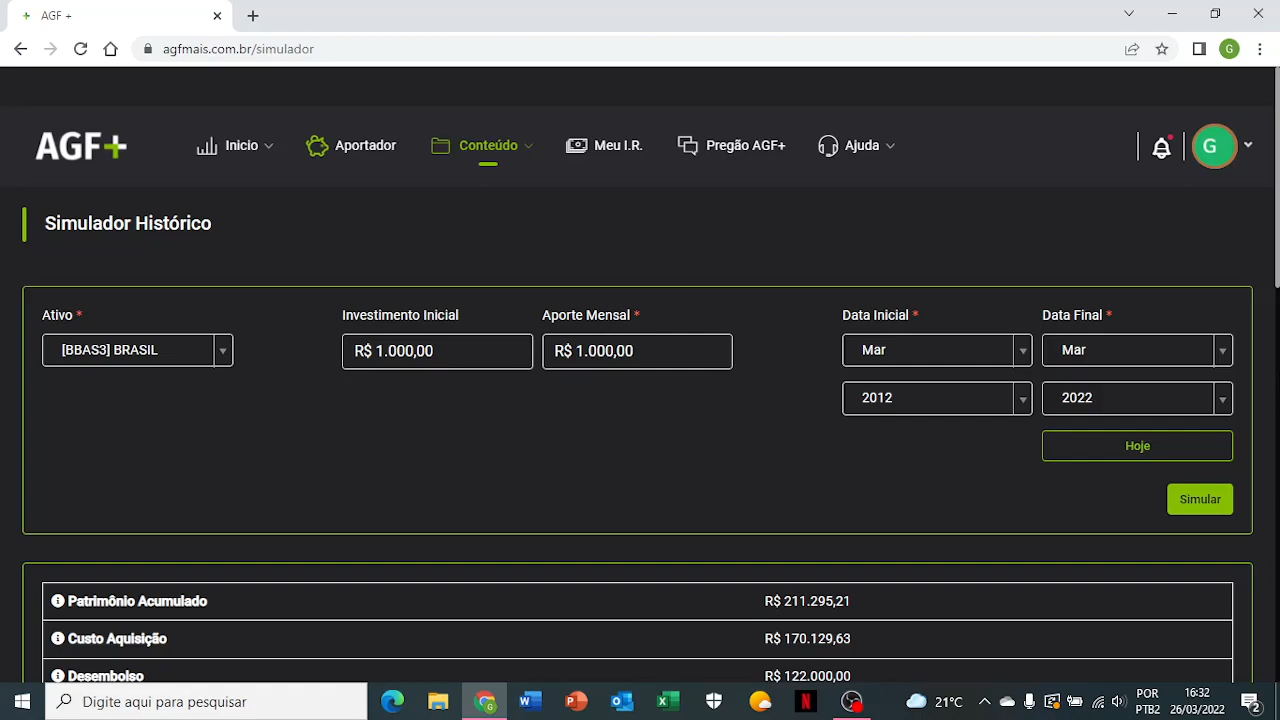 AGF +
agfmais.com.br/simulador
G
AGF+
Inicio
Aportador
Conteúdo
Meu I.R.
Pregão AGF+
Ajuda
G
Simulador Histórico
Ativo *
Investimento Inicial
Aporte Mensal *
Data Inicial *
Data Final *
[BBAS3] BRASIL
R$ 1.000,00
R$ 1.000,00
Mar
Mar
2012
2022
Hoje
Simular
Patrimônio Acumulado R$ 211.295,21
Custo Aquisição R$ 170.129,63
Desembolso R$ 122.000,00
Digite aqui para pesquisar
21°C
POR
PTB2
16:32
26/03/2022
2